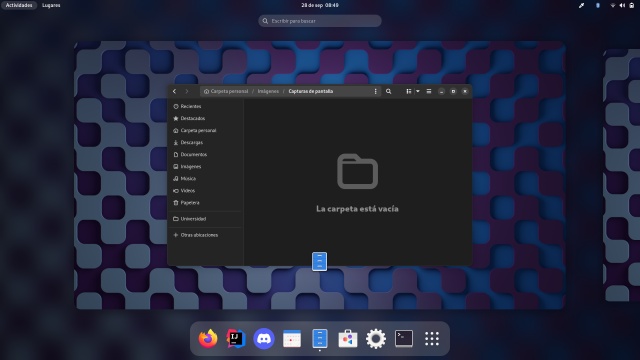 Actividades Lugares 28 de sep 08:49
Escribir para buscar
Carpeta personal / Imágenes / Capturas de pantalla
Recientes
Destacados
Carpeta personal
Descargas
Documentos
Imágenes
Música
Vídeos
Papelera
Universidad
Otras ubicaciones
La carpeta está vacía
IJ